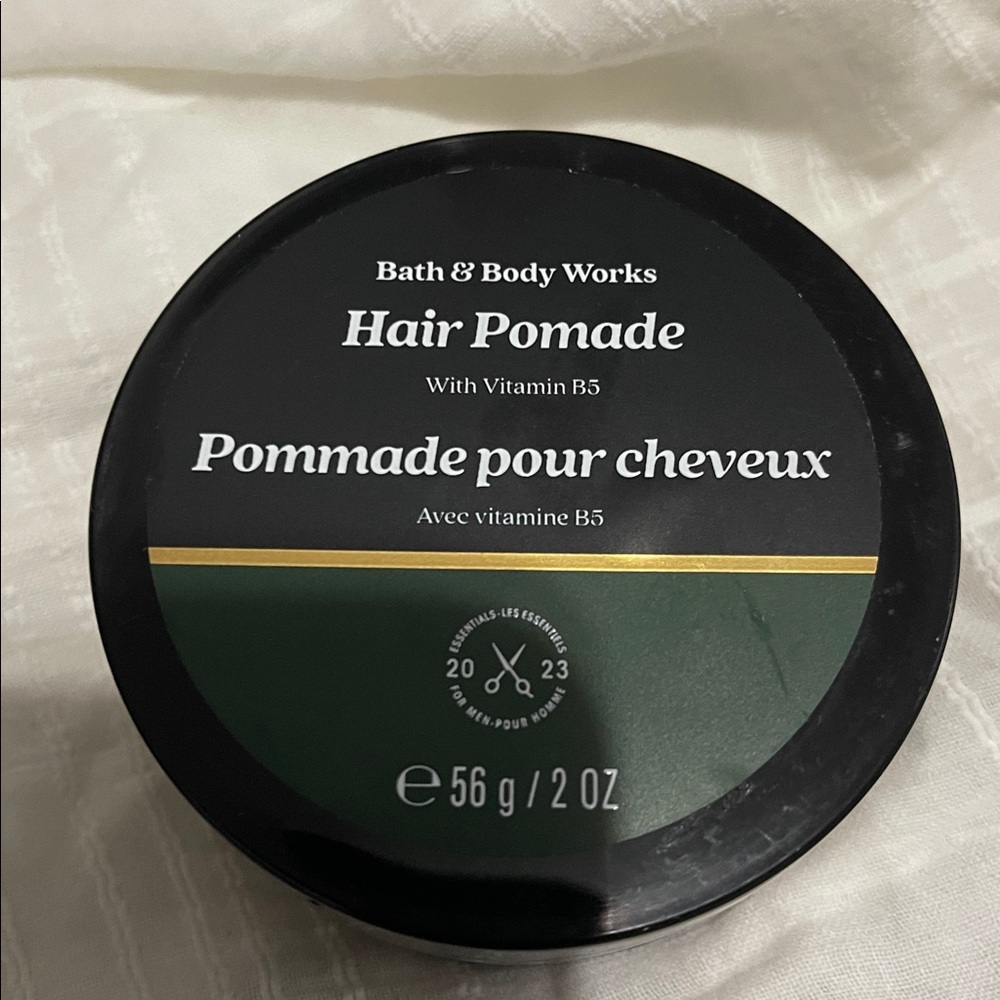 Bath & Body Works
Hair Pomade
With Vitamin B5
Pommade pour cheveux
Avec vitamine B5
ESSENTIALS·LES ESSENTIELS
20 23
FOR MEN·POUR HOMME
℮ 56 g / 2 OZ